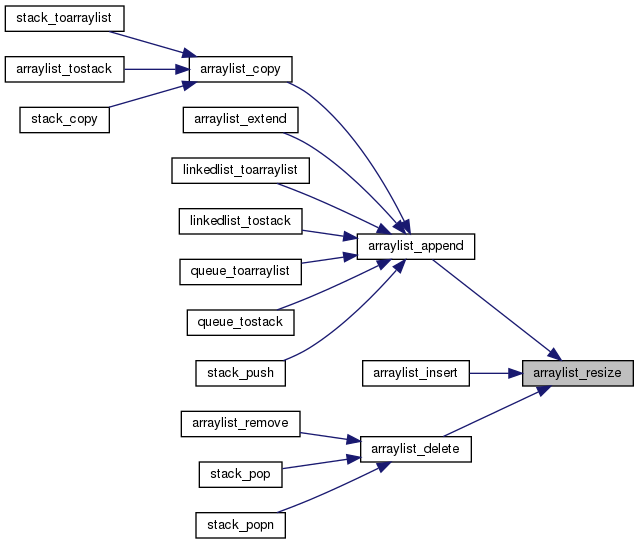 stack_toarraylist
arraylist_tostack
arraylist_copy
stack_copy
arraylist_extend
linkedlist_toarraylist
linkedlist_tostack
arraylist_append
queue_toarraylist
queue_tostack
stack_push
arraylist_insert
arraylist_resize
arraylist_remove
arraylist_delete
stack_pop
stack_popn